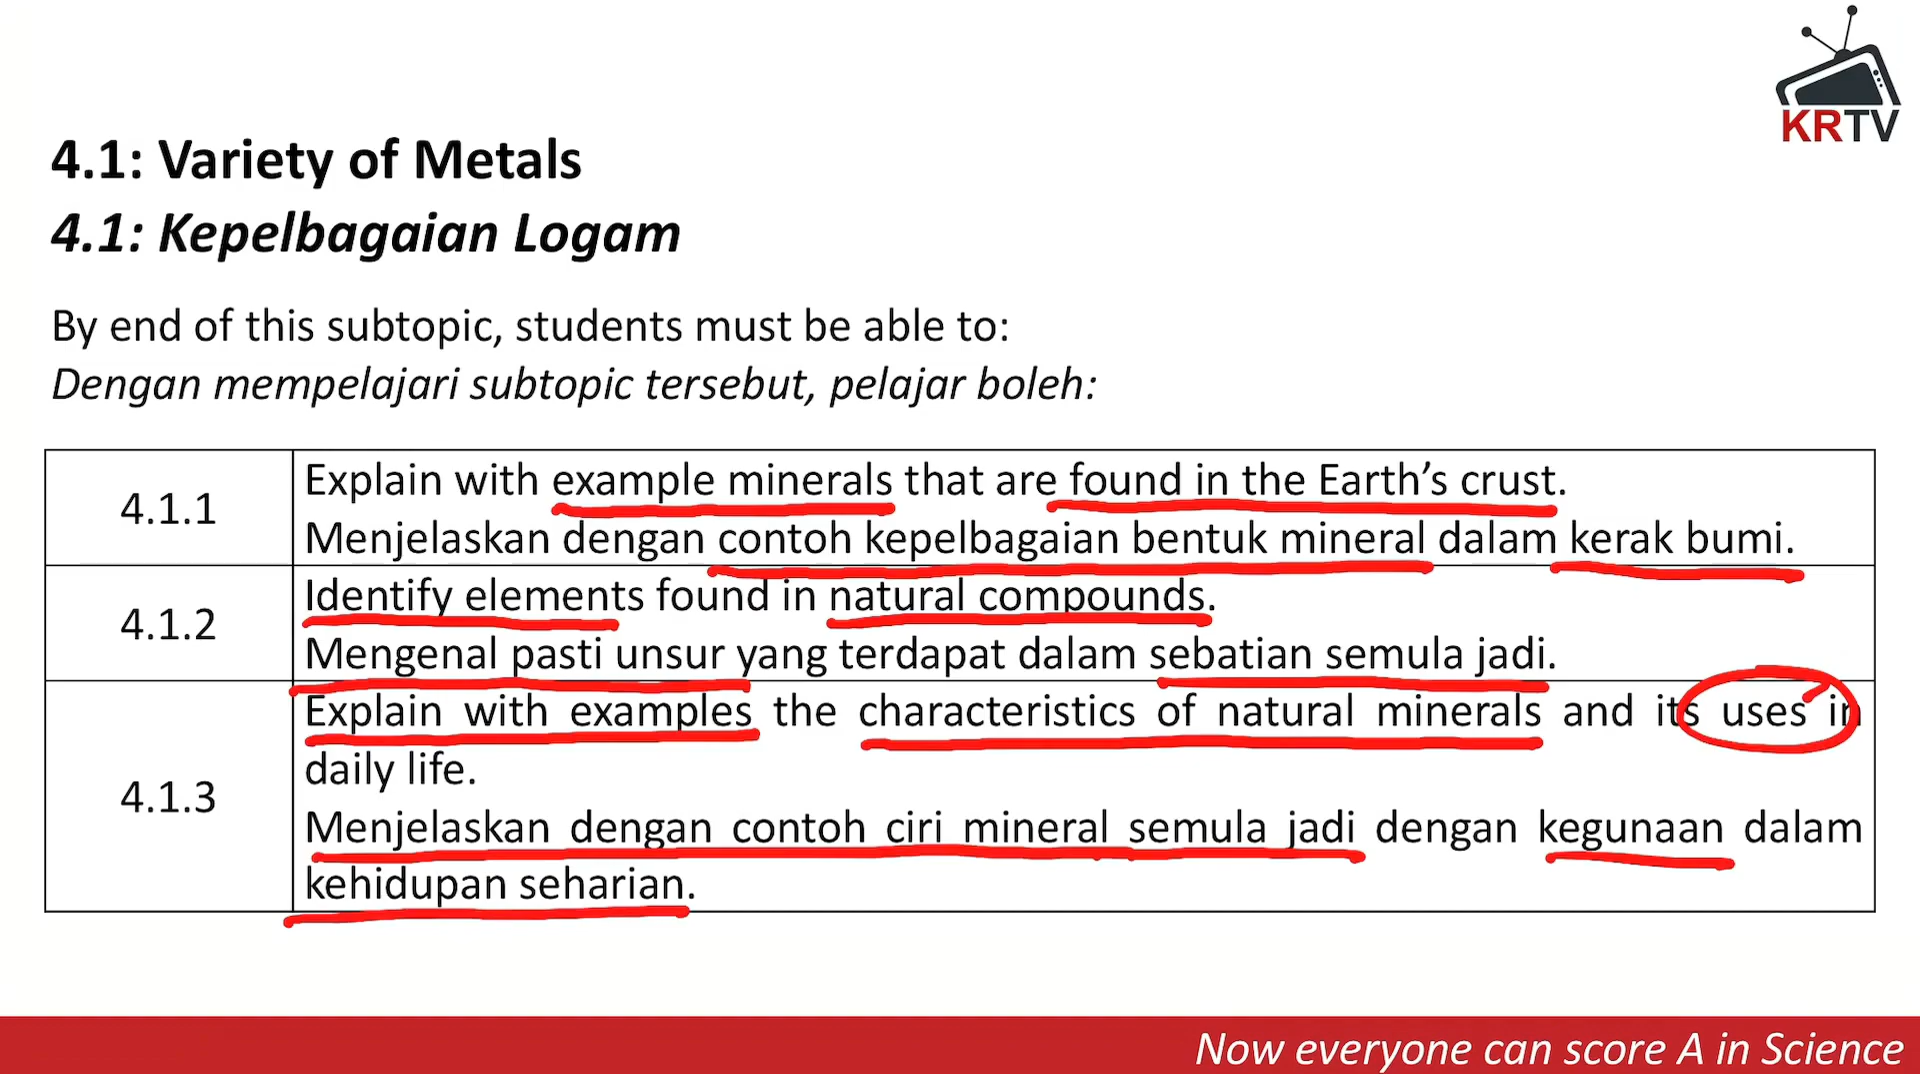 KRTV
4.1: Variety of Metals
4.1: Kepelbagaian Logam
By end of this subtopic, students must be able to:
Dengan mempelajari subtopic tersebut, pelajar boleh:
4.1.1
Explain with example minerals that are found in the Earth’s crust.
Menjelaskan dengan contoh kepelbagaian bentuk mineral dalam kerak bumi.
4.1.2
Identify elements found in natural compounds.
Mengenal pasti unsur yang terdapat dalam sebatian semula jadi.
4.1.3
Explain with examples the characteristics of natural minerals and its uses in
daily life.
Menjelaskan dengan contoh ciri mineral semula jadi dengan kegunaan dalam
kehidupan seharian.
Now everyone can score A in Science